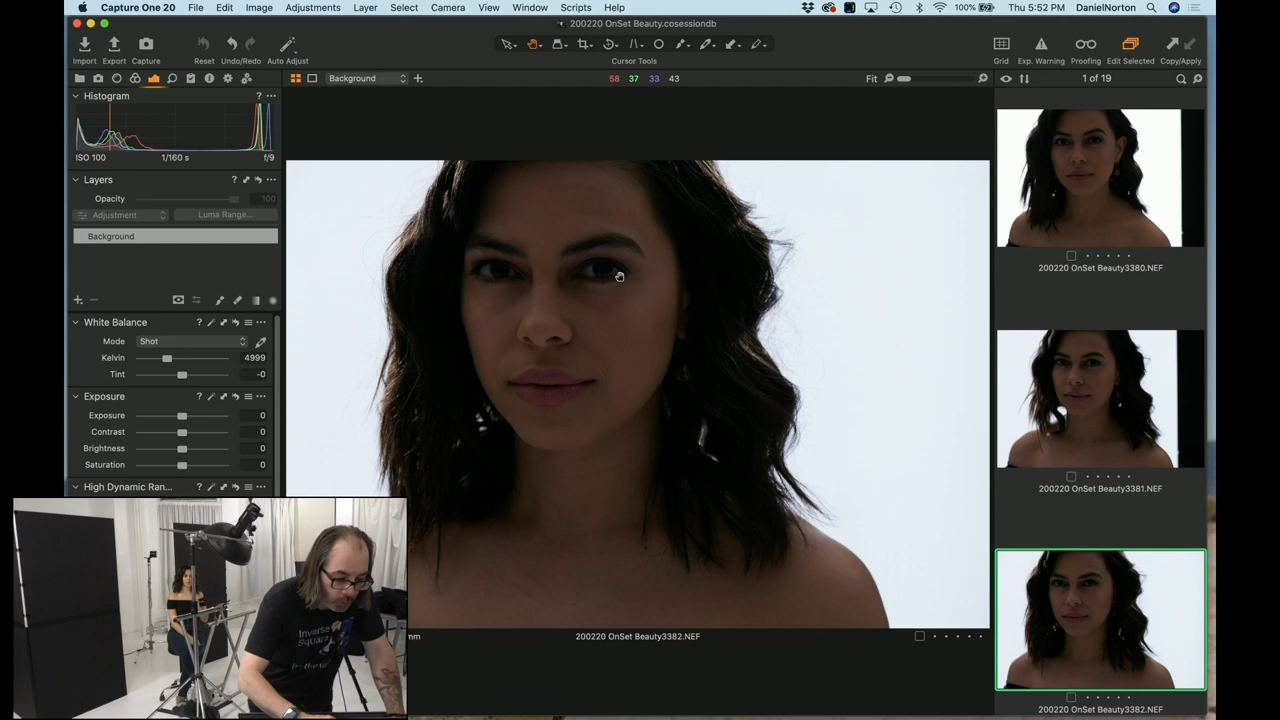 Capture One 20 File Edit Image Adjustments Layer Select Camera View Window Scripts Help 100% Thu 5:52 PM DanielNorton
200220 OnSet Beauty.cosessiondb
Import Export Capture Reset Undo/Redo Auto Adjust Cursor Tools Grid Exp. Warning Proofing Edit Selected Copy/Apply
Background 58 37 33 43 Fit 1 of 19
Histogram ?
ISO 100 1/160 s f/9
Layers ?
Opacity 100
Adjustment Luma Range...
Background
White Balance ?
Mode Shot
Kelvin 4999
Tint -0
Exposure ?
Exposure 0
Contrast 0
Brightness 0
Saturation 0
High Dynamic Ran... ?
mm 200220 OnSet Beauty3382.NEF
200220 OnSet Beauty3380.NEF
200220 OnSet Beauty3381.NEF
200220 OnSet Beauty3382.NEF
Inverse
Square